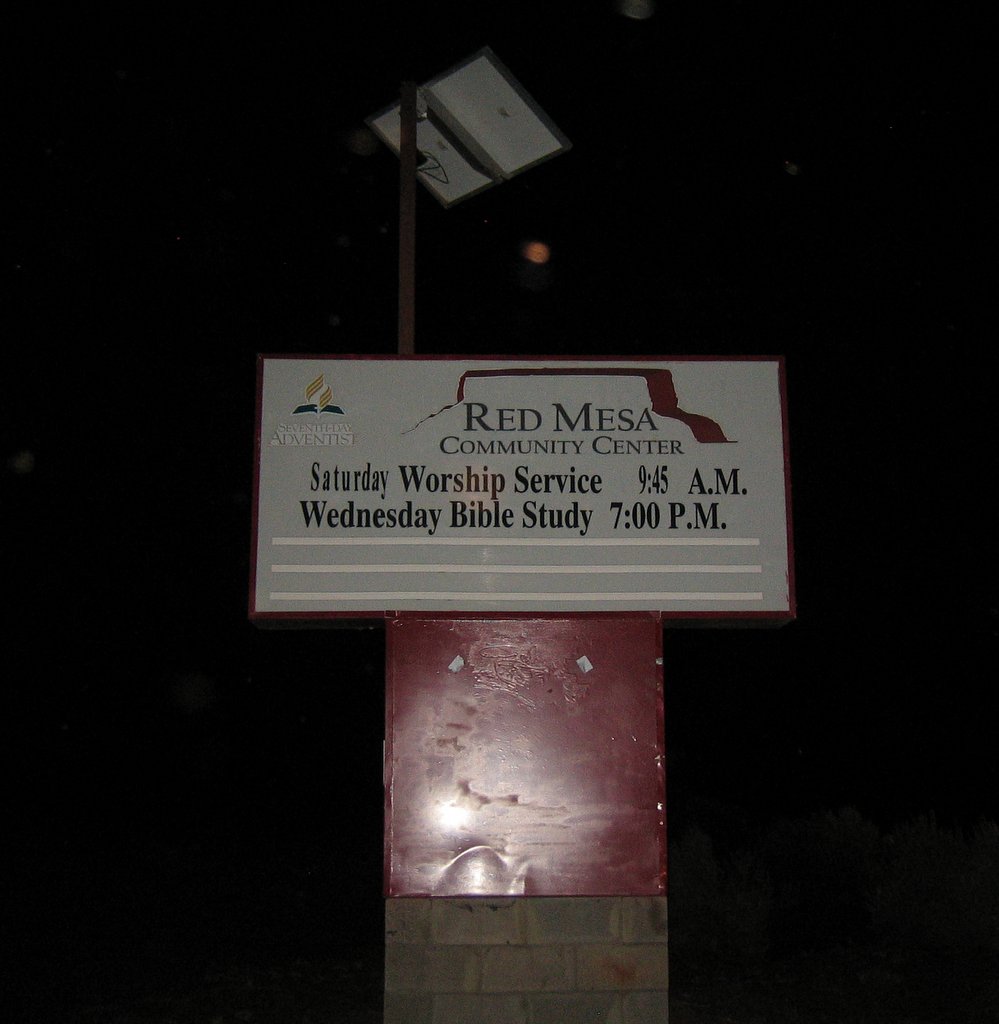 SEVENTH-DAY
ADVENTIST
RED MESA
COMMUNITY CENTER
Saturday Worship Service 9:45 A.M.
Wednesday Bible Study 7:00 P.M.